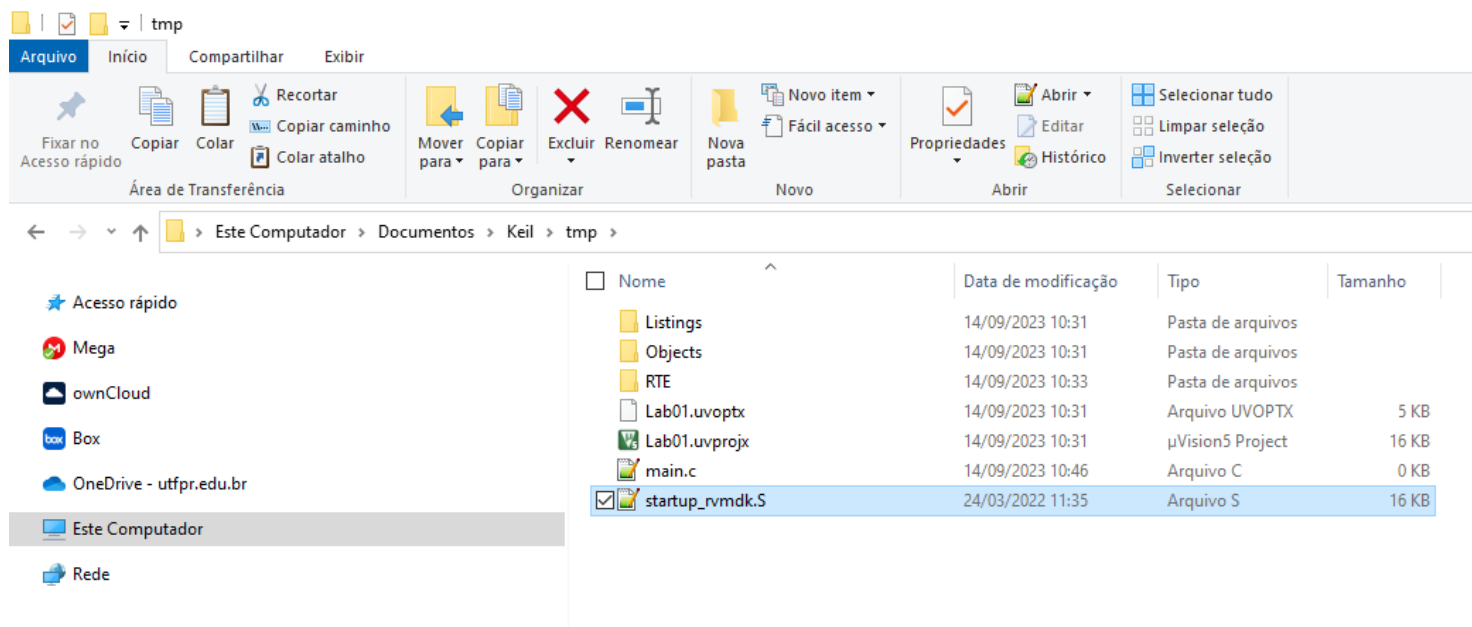 tmp
Arquivo Início Compartilhar Exibir
Fixar no
Acesso rápido
Copiar
Colar
Recortar
Copiar caminho
Colar atalho
Área de Transferência
Mover
para
Copiar
para
Excluir
Renomear
Organizar
Nova
pasta
Novo item
Fácil acesso
Novo
Propriedades
Abrir
Editar
Histórico
Abrir
Selecionar tudo
Limpar seleção
Inverter seleção
Selecionar
Este Computador > Documentos > Keil > tmp >
Acesso rápido
Mega
ownCloud
box Box
OneDrive - utfpr.edu.br
Este Computador
Rede
Nome Data de modificação Tipo Tamanho
Listings 14/09/2023 10:31 Pasta de arquivos
Objects 14/09/2023 10:31 Pasta de arquivos
RTE 14/09/2023 10:33 Pasta de arquivos
Lab01.uvoptx 14/09/2023 10:31 Arquivo UVOPTX 5 KB
Lab01.uvprojx 14/09/2023 10:31 µVision5 Project 16 KB
main.c 14/09/2023 10:46 Arquivo C 0 KB
startup_rvmdk.S 24/03/2022 11:35 Arquivo S 16 KB